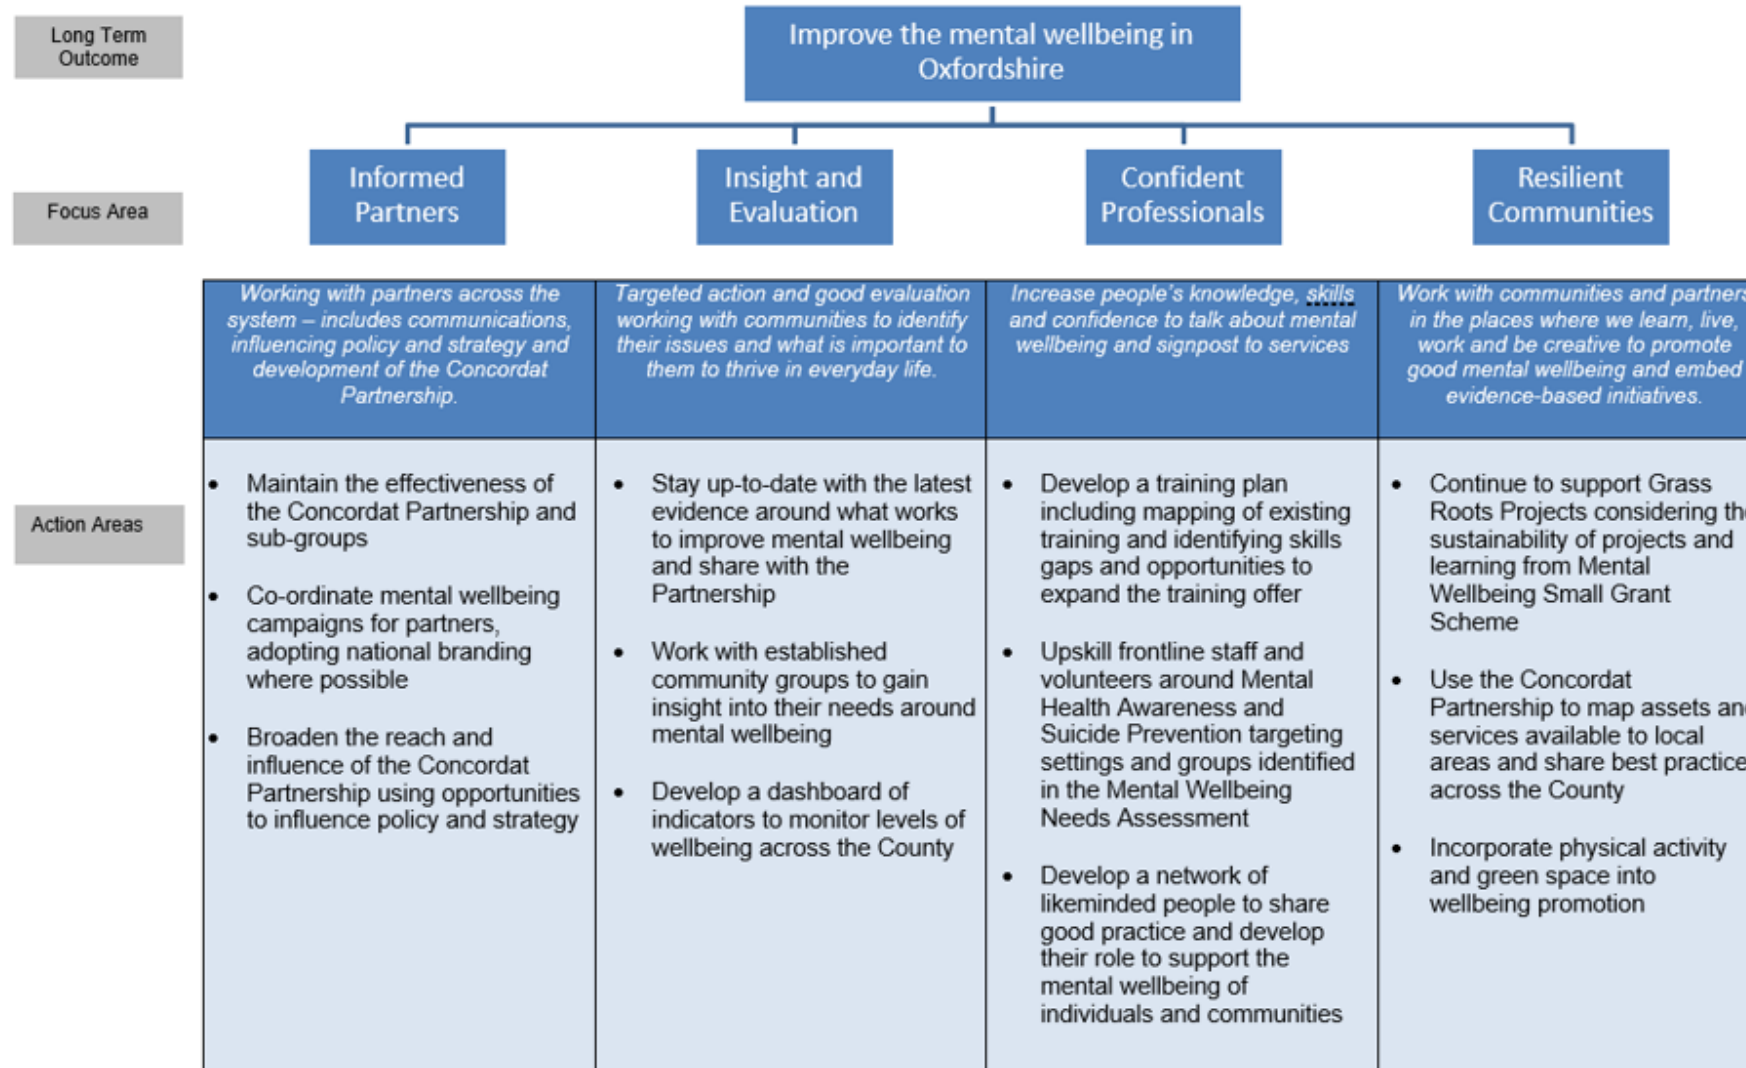 Long Term
Outcome
Improve the mental wellbeing in
Oxfordshire
Focus Area
Informed
Partners
Insight and
Evaluation
Confident
Professionals
Resilient
Communities
Working with partners across the
system – includes communications,
influencing policy and strategy and
development of the Concordat
Partnership.
Targeted action and good evaluation
working with communities to identify
their issues and what is important to
them to thrive in everyday life.
Increase people's knowledge, skills
and confidence to talk about mental
wellbeing and signpost to services
Work with communities and partners
in the places where we learn, live,
work and be creative to promote
good mental wellbeing and embed
evidence-based initiatives.
Action Areas
• Maintain the effectiveness of
the Concordat Partnership and
sub-groups
• Co-ordinate mental wellbeing
campaigns for partners,
adopting national branding
where possible
• Broaden the reach and
influence of the Concordat
Partnership using opportunities
to influence policy and strategy
• Stay up-to-date with the latest
evidence around what works
to improve mental wellbeing
and share with the
Partnership
• Work with established
community groups to gain
insight into their needs around
mental wellbeing
• Develop a dashboard of
indicators to monitor levels of
wellbeing across the County
• Develop a training plan
including mapping of existing
training and identifying skills
gaps and opportunities to
expand the training offer
• Upskill frontline staff and
volunteers around Mental
Health Awareness and
Suicide Prevention targeting
settings and groups identified
in the Mental Wellbeing
Needs Assessment
• Develop a network of
likeminded people to share
good practice and develop
their role to support the
mental wellbeing of
individuals and communities
• Continue to support Grass
Roots Projects considering the
sustainability of projects and
learning from Mental
Wellbeing Small Grant
Scheme
• Use the Concordat
Partnership to map assets and
services available to local
areas and share best practice
across the County
• Incorporate physical activity
and green space into
wellbeing promotion